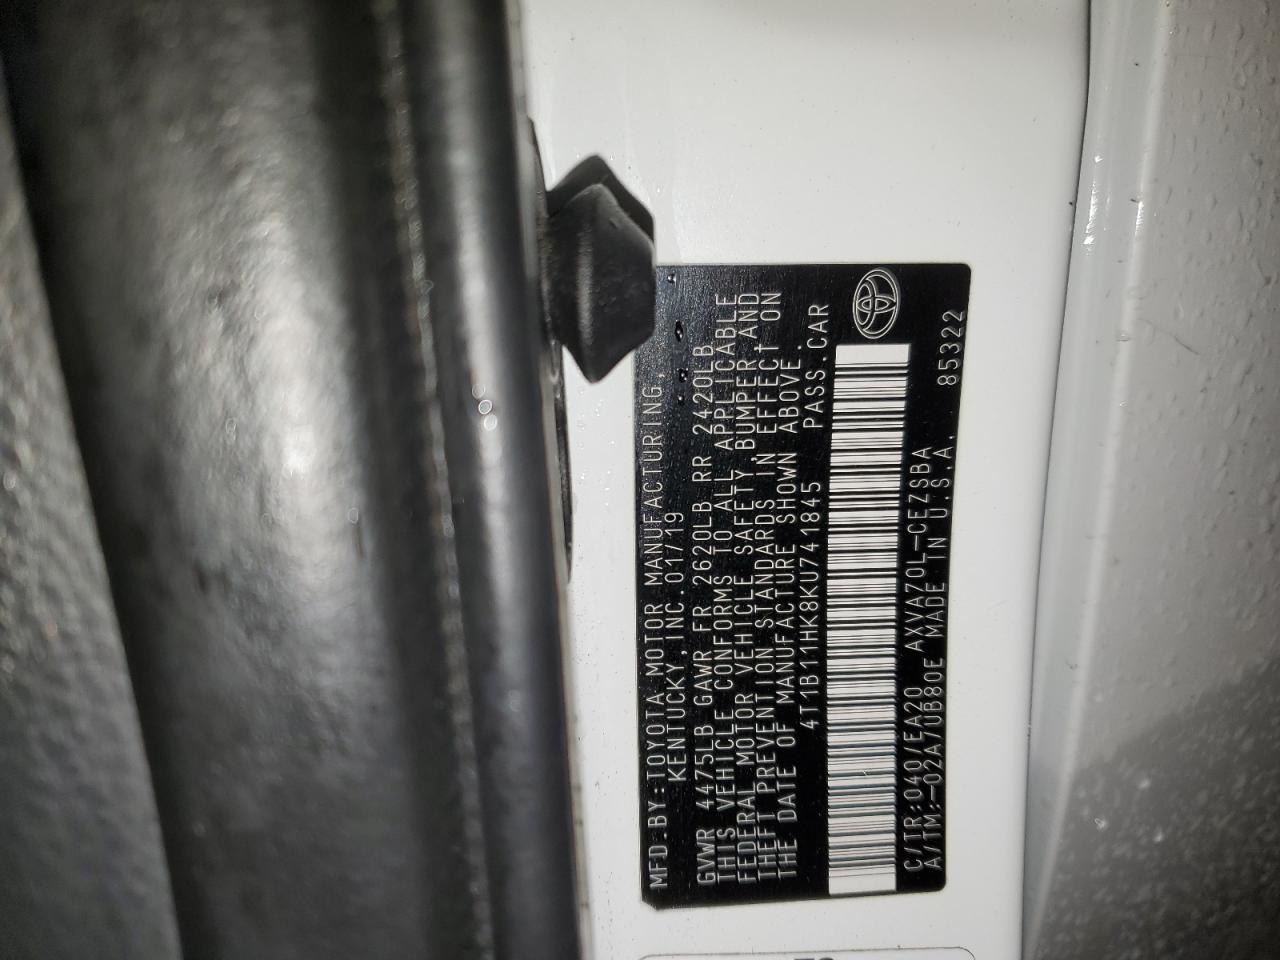 MFD.BY:TOYOTA MOTOR MANUFACTURING,
KENTUCKY,INC.01/19
GVWR 4475LB GAWR FR 2620LB RR 2420LB
THIS VEHICLE CONFORMS TO ALL APPLICABLE
FEDERAL MOTOR VEHICLE SAFETY,BUMPER AND
THEFT PREVENTION STANDARDS IN EFFECT ON
THE DATE OF MANUFACTURE SHOWN ABOVE.
4T1B11HK8KU741845 PASS.CAR
C/TR:040/EA20 AXVA70L-CEZSBA
A/TM:-02A/UB80E MADE IN U.S.A. 85322